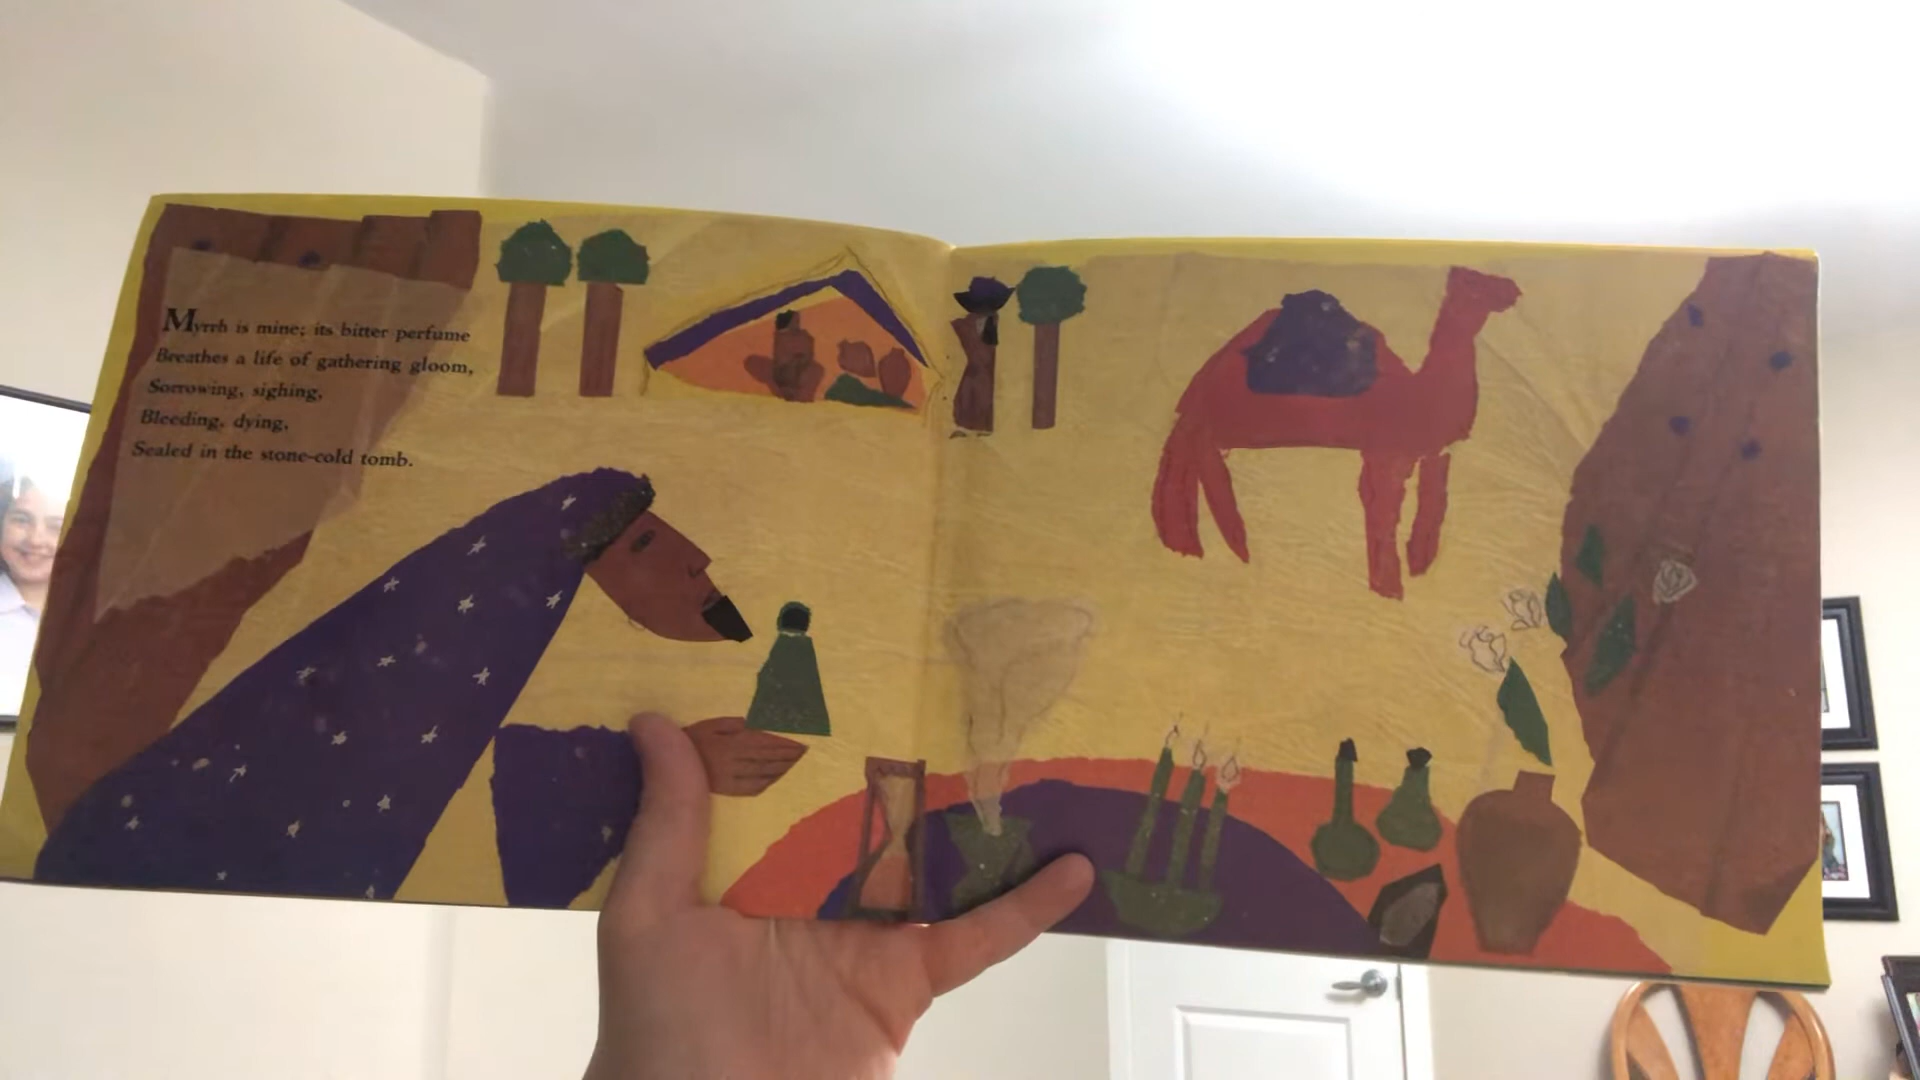 Myrrh is mine; its bitter perfume
Breathes a life of gathering gloom,
Sorrowing, sighing,
Bleeding, dying,
Sealed in the stone-cold tomb.